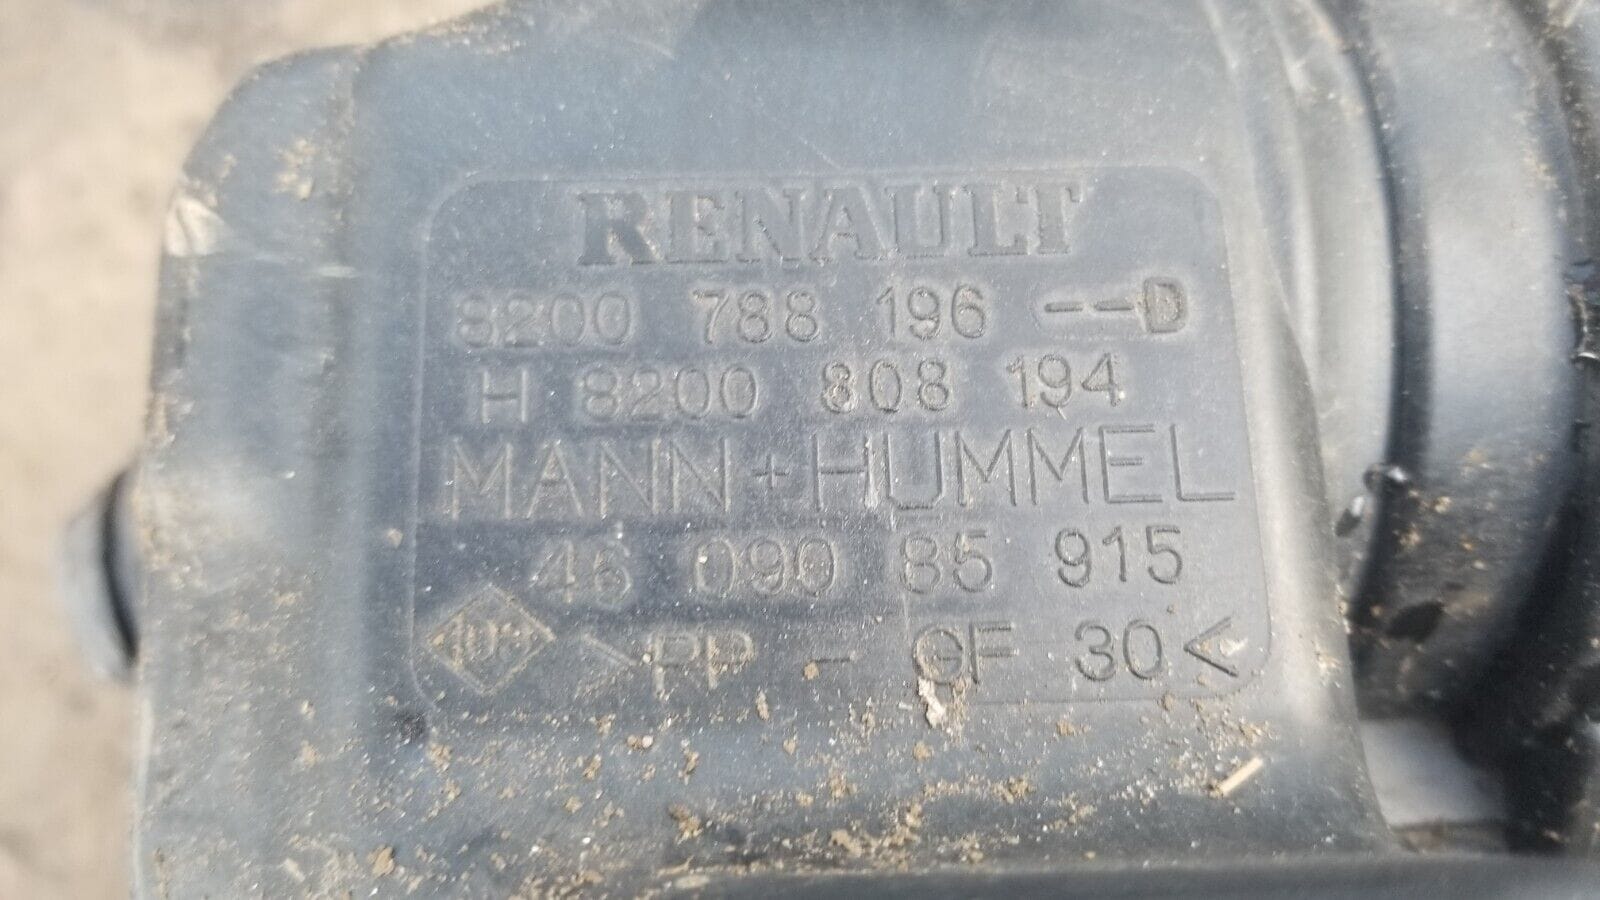 RENAULT
8200 788 196 --D
H 8200 808 194
MANN+HUMMEL
46 090 85 915
>PP - GF 30<